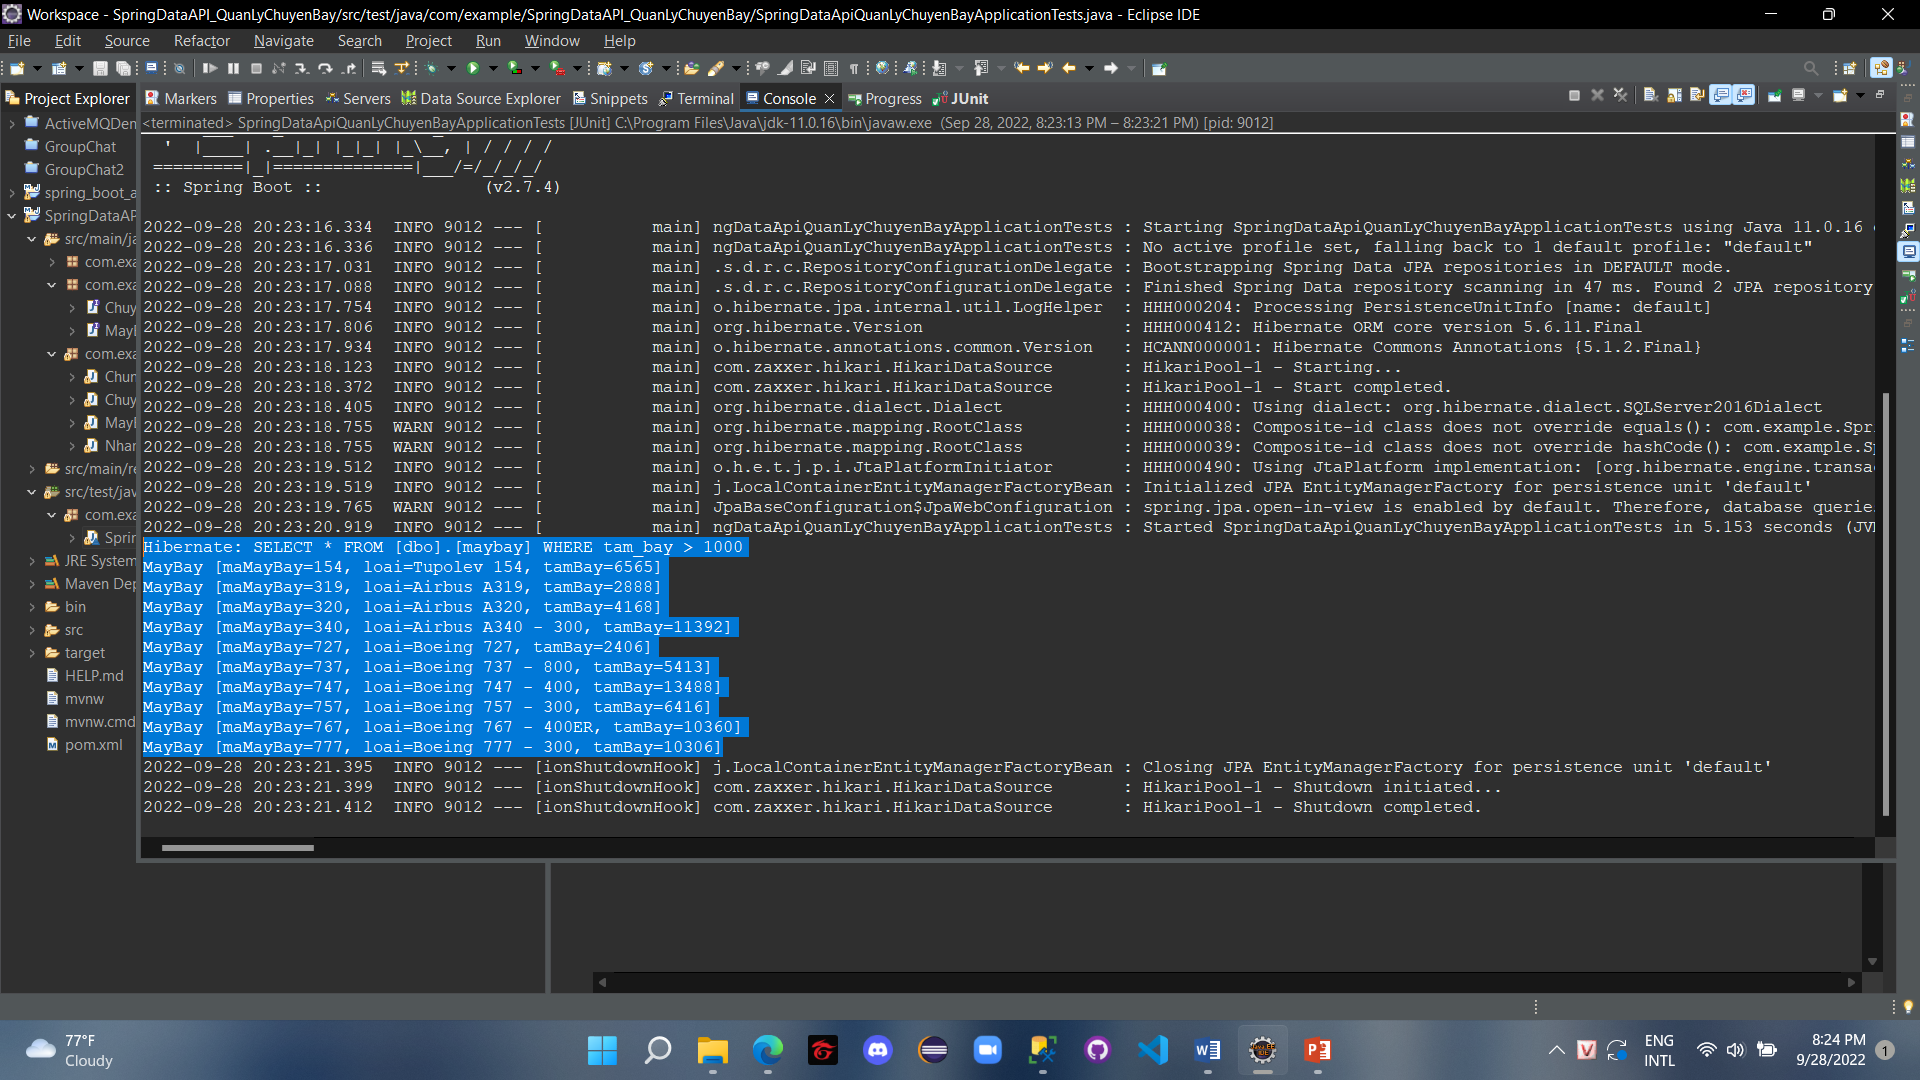 Workspace - SpringDataAPI_QuanLyChuyenBay/src/test/java/com/example/SpringDataAPI_QuanLyChuyenBay/SpringDataApiQuanLyChuyenBayApplicationTests.java - Eclipse IDE
File Edit Source Refactor Navigate Search Project Run Window Help
Project Explorer
Markers Properties Servers Data Source Explorer Snippets Terminal Console Progress JUnit
<terminated> SpringDataApiQuanLyChuyenBayApplicationTests [JUnit] C:\Program Files\Java\jdk-11.0.16\bin\javaw.exe (Sep 28, 2022, 8:23:13 PM – 8:23:21 PM) [pid: 9012]
ActiveMQDen
GroupChat
GroupChat2
spring_boot_a
SpringDataAP
src/main/ja
com.exa
com.exa
Chuy
MayB
com.exa
Chun
Chuy
MayB
Nhan
src/main/re
src/test/jav
com.exa
Sprin
JRE System
Maven Dep
bin
src
target
HELP.md
mvnw
mvnw.cmd
pom.xml
' |____| .__|_| |_|_| |_\__, | / / / /
=========|_|==============|___/=/_/_/_/
:: Spring Boot :: (v2.7.4)
2022-09-28 20:23:16.334 INFO 9012 --- [ main] ngDataApiQuanLyChuyenBayApplicationTests : Starting SpringDataApiQuanLyChuyenBayApplicationTests using Java 11.0.16
2022-09-28 20:23:16.336 INFO 9012 --- [ main] ngDataApiQuanLyChuyenBayApplicationTests : No active profile set, falling back to 1 default profile: "default"
2022-09-28 20:23:17.031 INFO 9012 --- [ main] .s.d.r.c.RepositoryConfigurationDelegate : Bootstrapping Spring Data JPA repositories in DEFAULT mode.
2022-09-28 20:23:17.088 INFO 9012 --- [ main] .s.d.r.c.RepositoryConfigurationDelegate : Finished Spring Data repository scanning in 47 ms. Found 2 JPA repository
2022-09-28 20:23:17.754 INFO 9012 --- [ main] o.hibernate.jpa.internal.util.LogHelper : HHH000204: Processing PersistenceUnitInfo [name: default]
2022-09-28 20:23:17.806 INFO 9012 --- [ main] org.hibernate.Version : HHH000412: Hibernate ORM core version 5.6.11.Final
2022-09-28 20:23:17.934 INFO 9012 --- [ main] o.hibernate.annotations.common.Version : HCANN000001: Hibernate Commons Annotations {5.1.2.Final}
2022-09-28 20:23:18.123 INFO 9012 --- [ main] com.zaxxer.hikari.HikariDataSource : HikariPool-1 - Starting...
2022-09-28 20:23:18.372 INFO 9012 --- [ main] com.zaxxer.hikari.HikariDataSource : HikariPool-1 - Start completed.
2022-09-28 20:23:18.405 INFO 9012 --- [ main] org.hibernate.dialect.Dialect : HHH000400: Using dialect: org.hibernate.dialect.SQLServer2016Dialect
2022-09-28 20:23:18.755 WARN 9012 --- [ main] org.hibernate.mapping.RootClass : HHH000038: Composite-id class does not override equals(): com.example.Spr
2022-09-28 20:23:18.755 WARN 9012 --- [ main] org.hibernate.mapping.RootClass : HHH000039: Composite-id class does not override hashCode(): com.example.Sp
2022-09-28 20:23:19.512 INFO 9012 --- [ main] o.h.e.t.j.p.i.JtaPlatformInitiator : HHH000490: Using JtaPlatform implementation: [org.hibernate.engine.transac
2022-09-28 20:23:19.519 INFO 9012 --- [ main] j.LocalContainerEntityManagerFactoryBean : Initialized JPA EntityManagerFactory for persistence unit 'default'
2022-09-28 20:23:19.765 WARN 9012 --- [ main] JpaBaseConfiguration$JpaWebConfiguration : spring.jpa.open-in-view is enabled by default. Therefore, database querie
2022-09-28 20:23:20.919 INFO 9012 --- [ main] ngDataApiQuanLyChuyenBayApplicationTests : Started SpringDataApiQuanLyChuyenBayApplicationTests in 5.153 seconds (JVM
Hibernate: SELECT * FROM [dbo].[maybay] WHERE tam_bay > 1000
MayBay [maMayBay=154, loai=Tupolev 154, tamBay=6565]
MayBay [maMayBay=319, loai=Airbus A319, tamBay=2888]
MayBay [maMayBay=320, loai=Airbus A320, tamBay=4168]
MayBay [maMayBay=340, loai=Airbus A340 - 300, tamBay=11392]
MayBay [maMayBay=727, loai=Boeing 727, tamBay=2406]
MayBay [maMayBay=737, loai=Boeing 737 - 800, tamBay=5413]
MayBay [maMayBay=747, loai=Boeing 747 - 400, tamBay=13488]
MayBay [maMayBay=757, loai=Boeing 757 - 300, tamBay=6416]
MayBay [maMayBay=767, loai=Boeing 767 - 400ER, tamBay=10360]
MayBay [maMayBay=777, loai=Boeing 777 - 300, tamBay=10306]
2022-09-28 20:23:21.395 INFO 9012 --- [ionShutdownHook] j.LocalContainerEntityManagerFactoryBean : Closing JPA EntityManagerFactory for persistence unit 'default'
2022-09-28 20:23:21.399 INFO 9012 --- [ionShutdownHook] com.zaxxer.hikari.HikariDataSource : HikariPool-1 - Shutdown initiated...
2022-09-28 20:23:21.412 INFO 9012 --- [ionShutdownHook] com.zaxxer.hikari.HikariDataSource : HikariPool-1 - Shutdown completed.
77°F
Cloudy
ENG
INTL
8:24 PM
9/28/2022
1